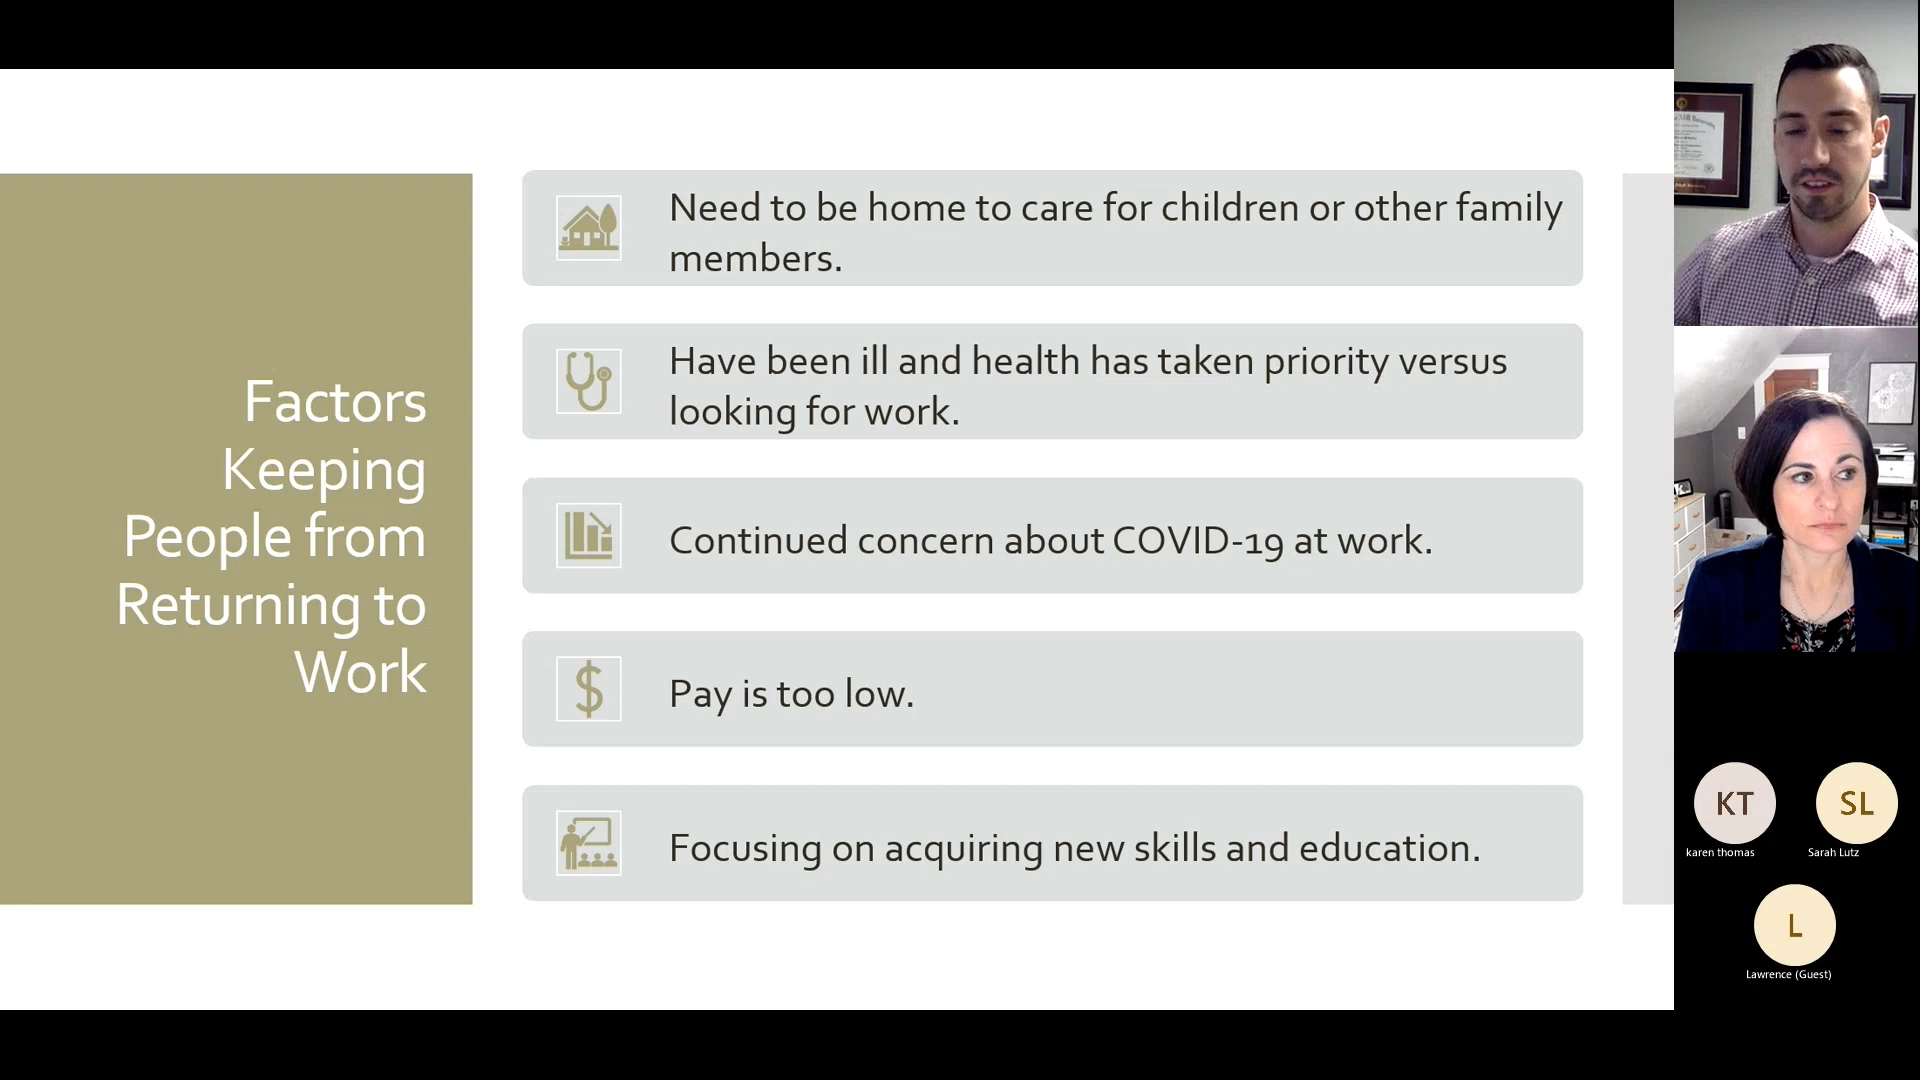 Factors
Keeping
People from
Returning to
Work
Need to be home to care for children or other family
members.
Have been ill and health has taken priority versus
looking for work.
Continued concern about COVID-19 at work.
$
Pay is too low.
Focusing on acquiring new skills and education.
KT
karen thomas
SL
Sarah Lutz
L
Lawrence (Guest)